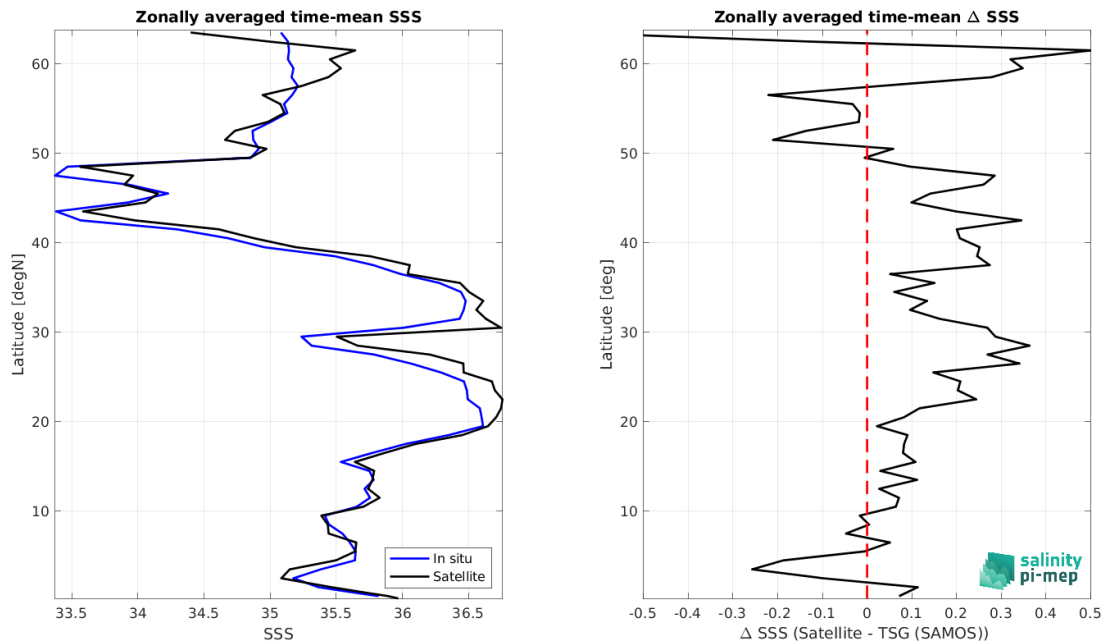 Zonally averaged time-mean SSS
60
50
40
30
20
10
Latitude [degN]
In situ
Satellite
33.5 34 34.5 35 35.5 36 36.5
SSS
Zonally averaged time-mean Δ SSS
60
50
40
30
20
10
Latitude [deg]
salinity
pi-mep
-0.5 -0.4 -0.3 -0.2 -0.1 0 0.1 0.2 0.3 0.4 0.5
Δ SSS (Satellite - TSG (SAMOS))